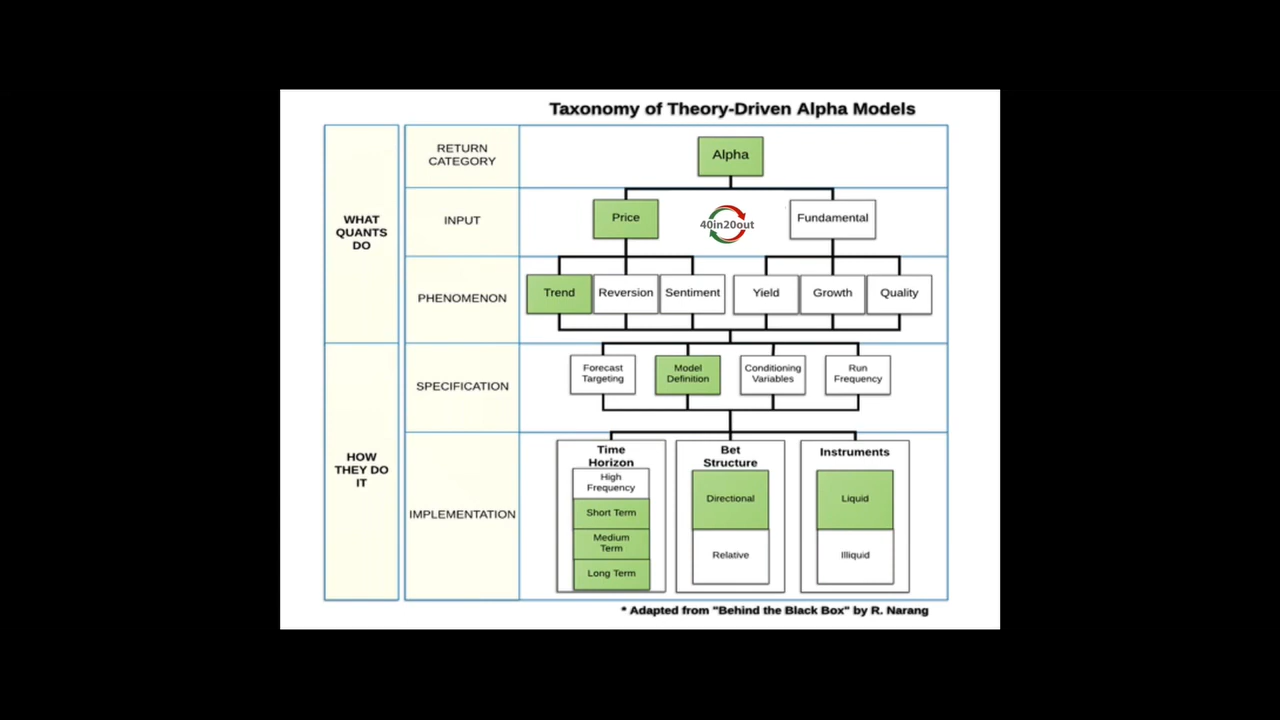 Taxonomy of Theory-Driven Alpha Models
WHAT
QUANTS
DO
RETURN
CATEGORY
Alpha
INPUT
Price
40in20out
Fundamental
PHENOMENON
Trend
Reversion
Sentiment
Yield
Growth
Quality
HOW
THEY DO
IT
SPECIFICATION
Forecast
Targeting
Model
Definition
Conditioning
Variables
Run
Frequency
IMPLEMENTATION
Time
Horizon
High
Frequency
Short Term
Medium
Term
Long Term
Bet
Structure
Directional
Relative
Instruments
Liquid
Illiquid
* Adapted from "Behind the Black Box" by R. Narang